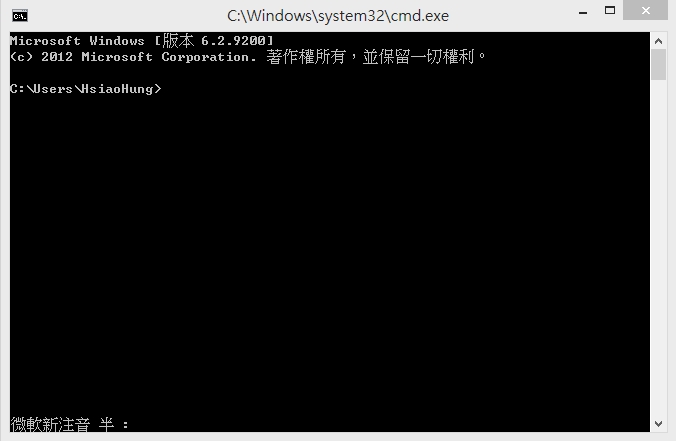 C:\Windows\system32\cmd.exe
Microsoft Windows [版本 6.2.9200]
(c) 2012 Microsoft Corporation. 著作權所有，並保留一切權利。
C:\Users\HsiaoHung>
微軟新注音 半 :